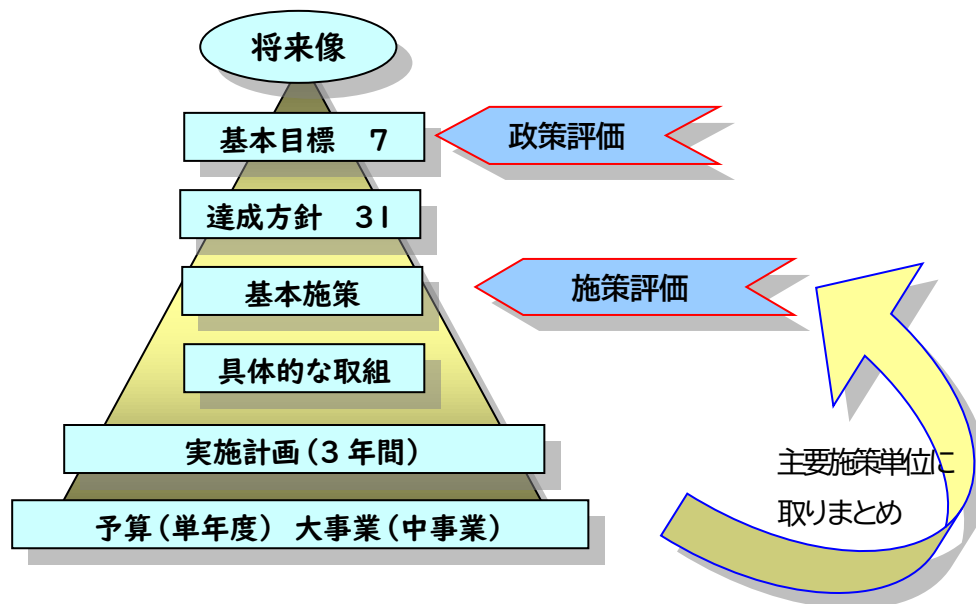 将来像
基本目標　7
政策評価
達成方針　31
基本施策
施策評価
具体的な取組
実施計画(3年間)
主要施策単位に
取りまとめ
予算(単年度)　大事業(中事業)